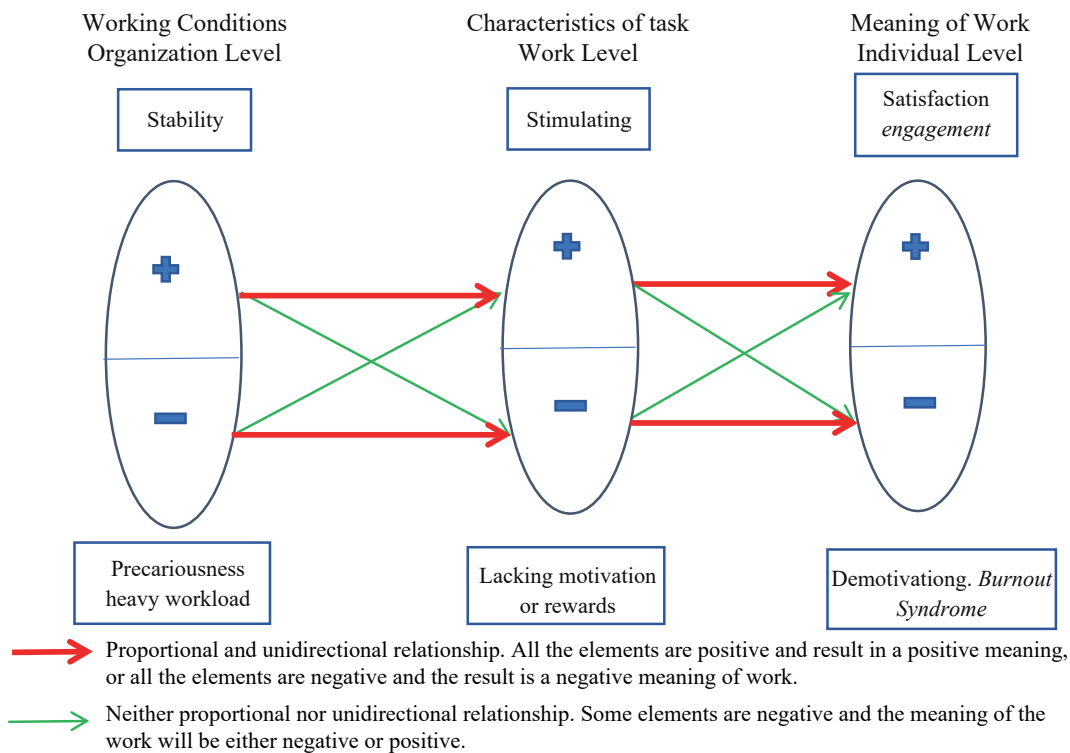 Working Conditions
Organization Level
Characteristics of task
Work Level
Meaning of Work
Individual Level
Stability
Stimulating
Satisfaction
engagement
Precariousness
heavy workload
Lacking motivation
or rewards
Demotivationg. Burnout
Syndrome
Proportional and unidirectional relationship. All the elements are positive and result in a positive meaning,
or all the elements are negative and the result is a negative meaning of work.
Neither proportional nor unidirectional relationship. Some elements are negative and the meaning of the
work will be either negative or positive.